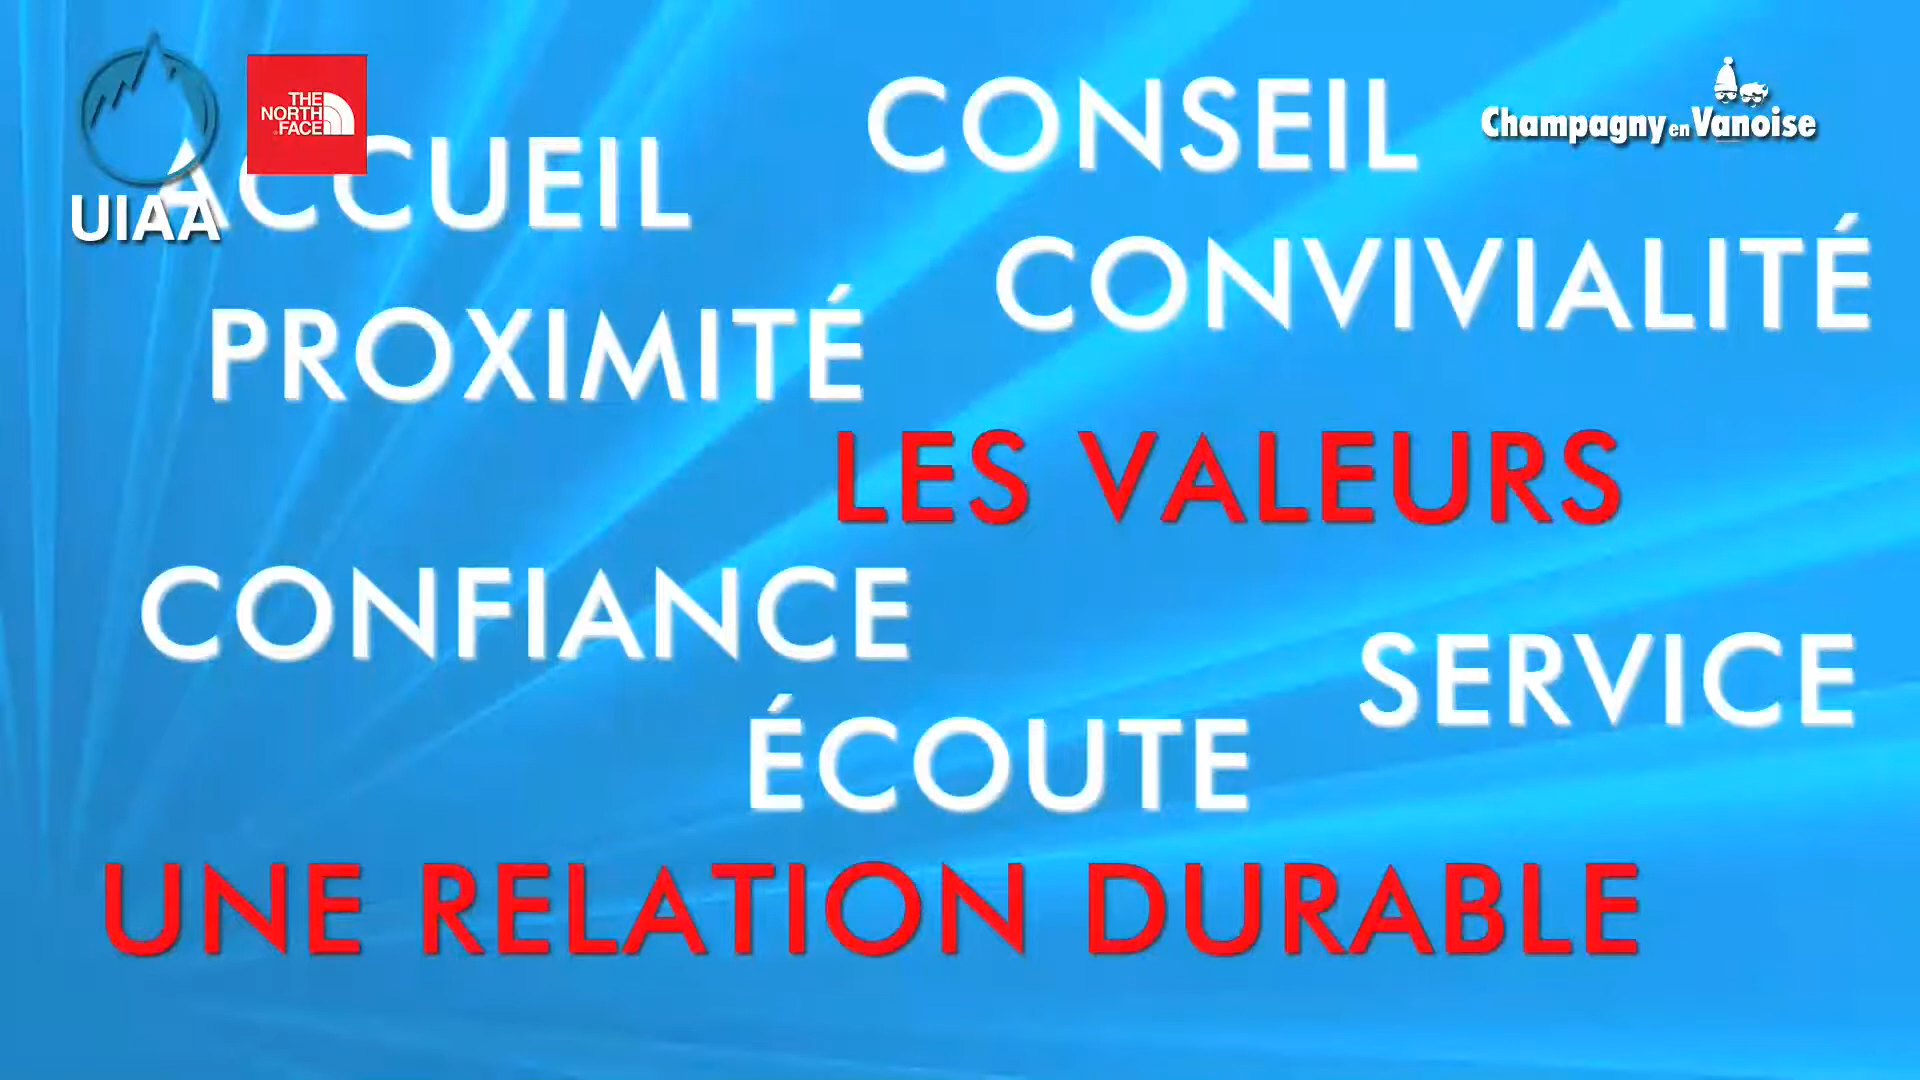 THE
NORTH
FACE
UIAA
Champagny en Vanoise
CONSEIL
ACCUEIL
CONVIVIALITÉ
PROXIMITÉ
LES VALEURS
CONFIANCE
SERVICE
ÉCOUTE
UNE RELATION DURABLE